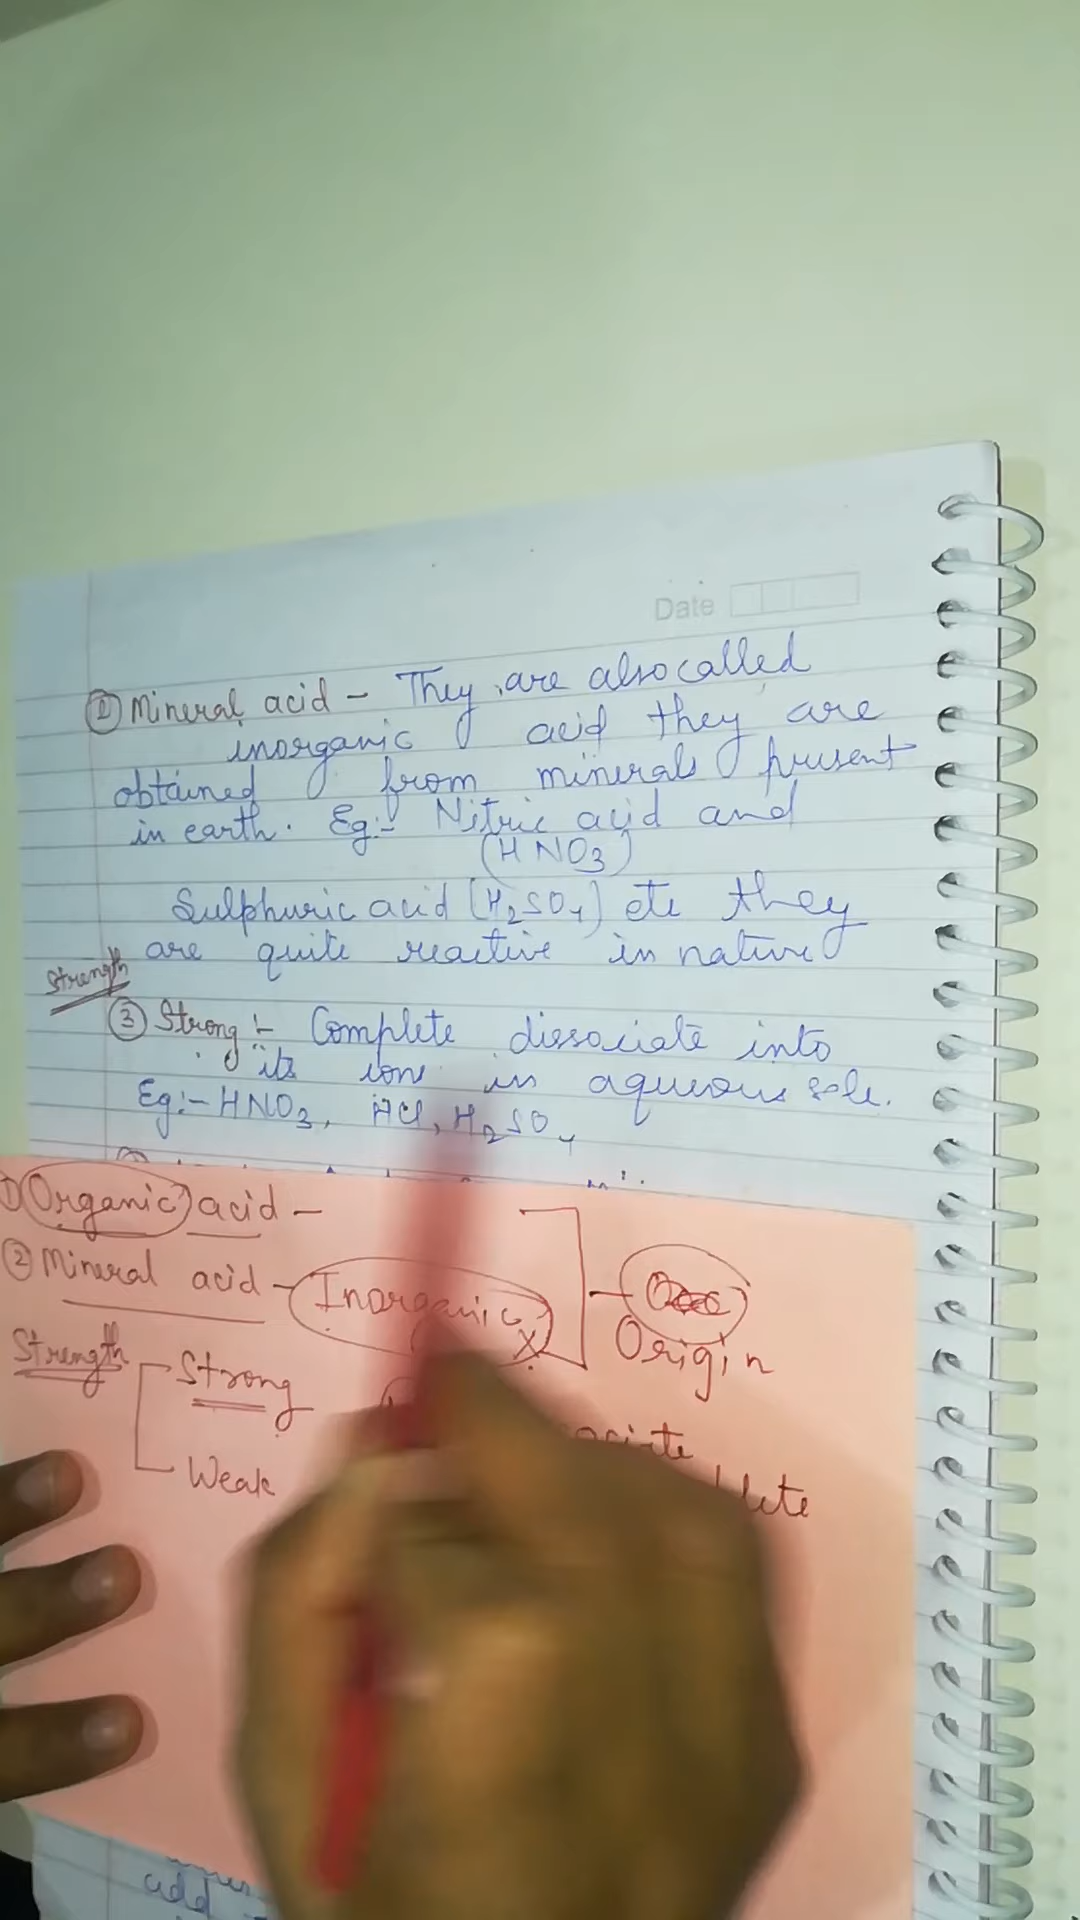 Date
② Mineral acid - They are also called
inorganic acid they are
obtained from minerals present
in earth. Eg:- Nitric acid and
(HNO3)
Sulphuric acid (H2SO4) etc they
are quite reactive in nature
Strength
③ Strong :- Complete dissociate into
its ions in aqueous soln.
Eg:- HNO3, HCl, H2SO4
1) Organic acid -
② Mineral acid - Inorganic X
Origin
Strength
Strong
Weak
add